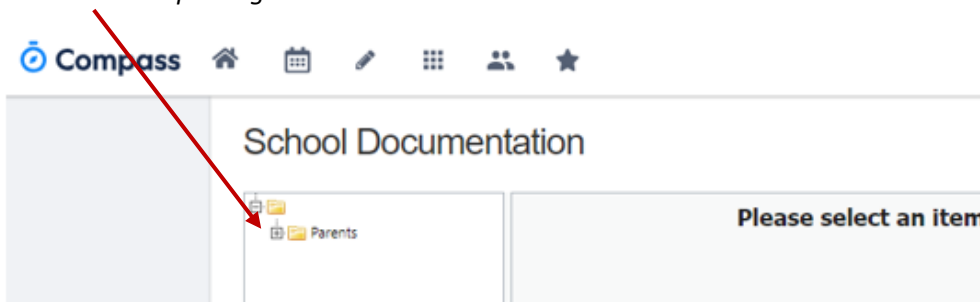 Compass
School Documentation
Parents
Please select an item